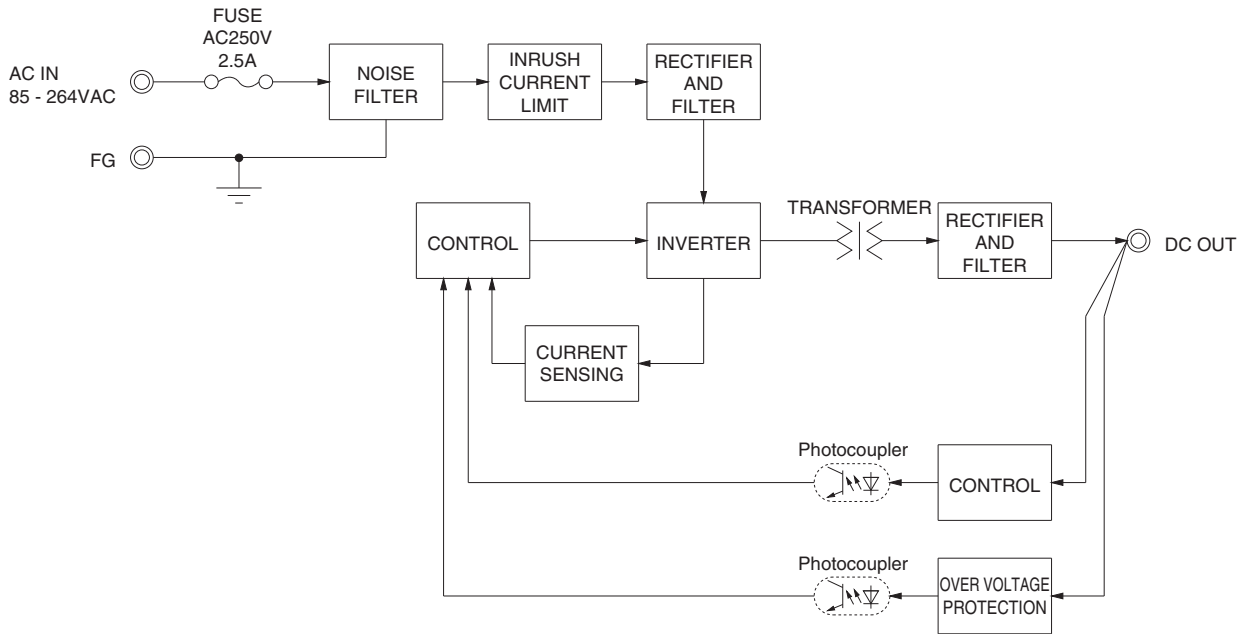 FUSE
AC250V
2.5A
AC IN
85 - 264VAC
NOISE
FILTER
INRUSH
CURRENT
LIMIT
RECTIFIER
AND
FILTER
FG
CONTROL
INVERTER
TRANSFORMER
RECTIFIER
AND
FILTER
DC OUT
CURRENT
SENSING
Photocoupler
CONTROL
Photocoupler
OVER VOLTAGE
PROTECTION